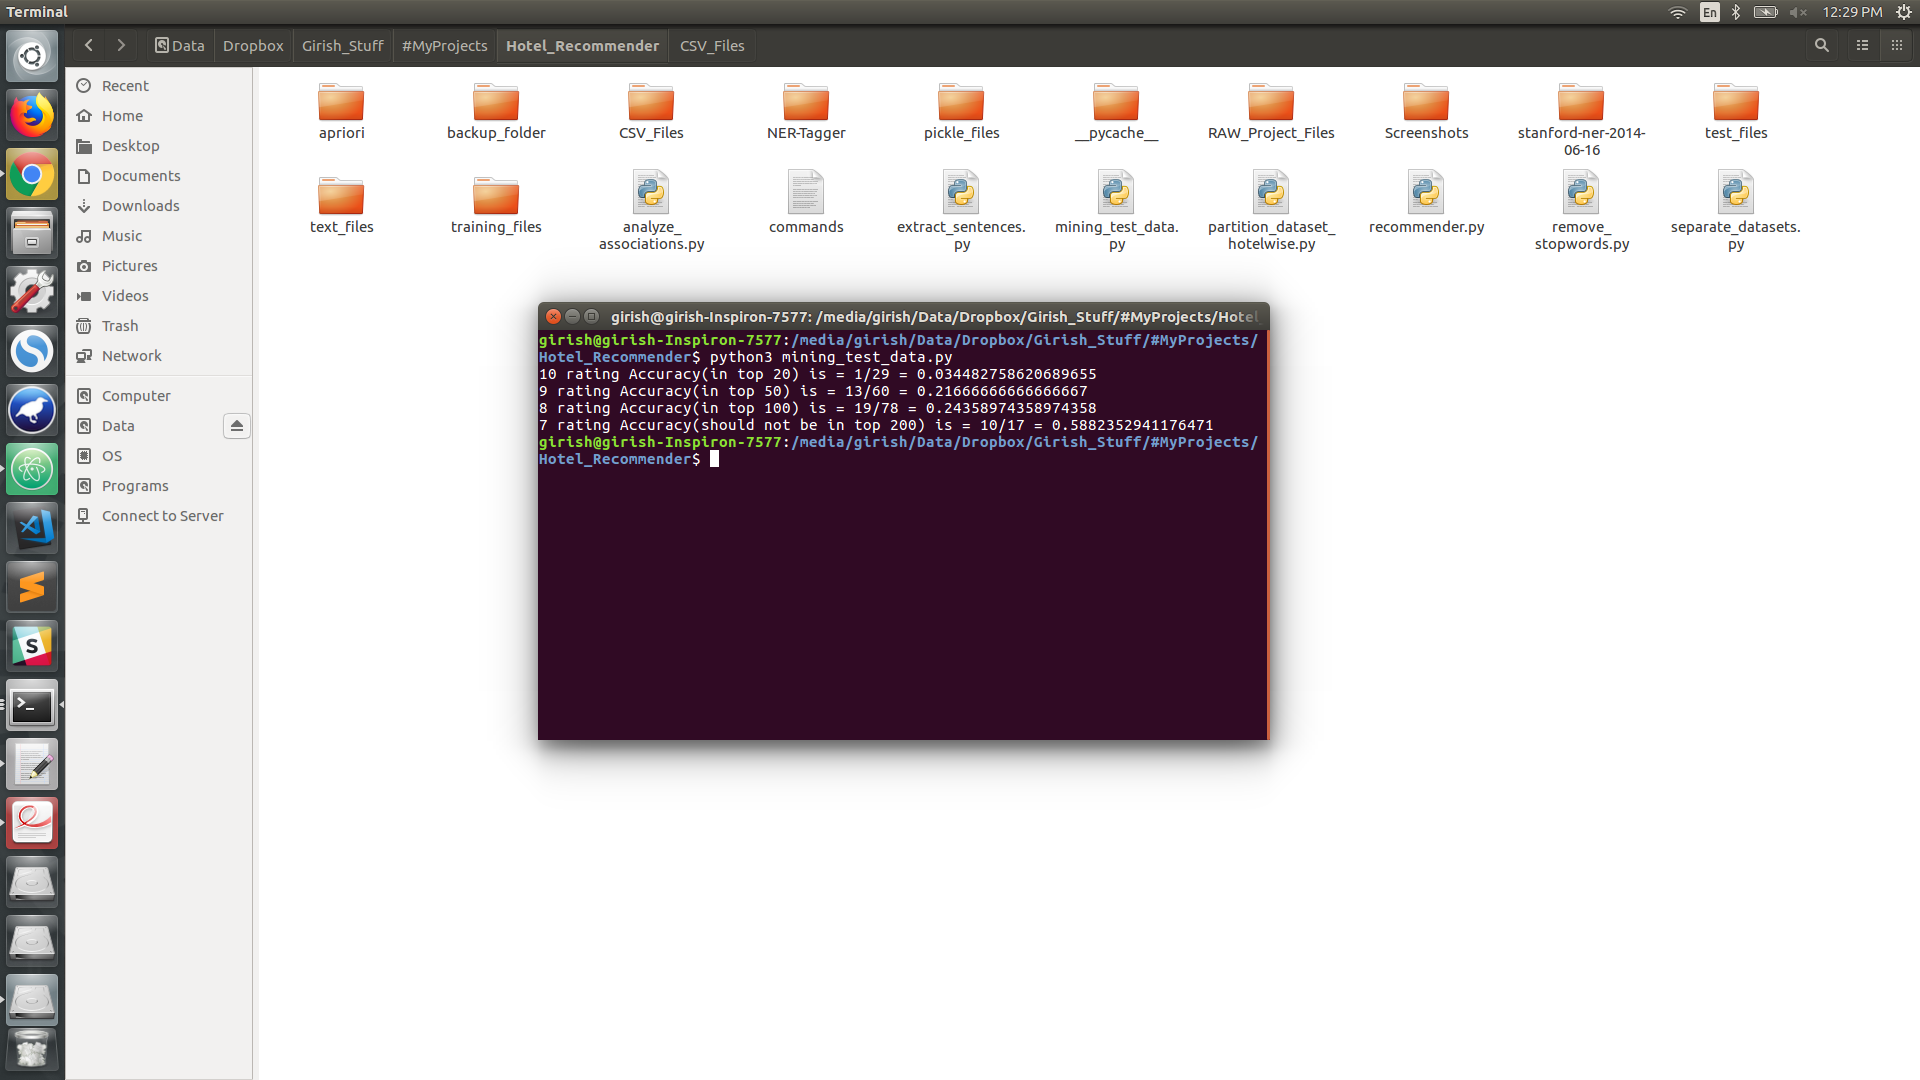 Terminal
En
12:29 PM
Data
Dropbox
Girish_Stuff
#MyProjects
Hotel_Recommender
CSV_Files
Recent
Home
Desktop
Documents
Downloads
Music
Pictures
Videos
Trash
Network
Computer
Data
OS
Programs
Connect to Server
apriori
backup_folder
CSV_Files
NER-Tagger
pickle_files
__pycache__
RAW_Project_Files
Screenshots
stanford-ner-2014-
06-16
test_files
text_files
training_files
analyze_
associations.py
commands
extract_sentences.
py
mining_test_data.
py
partition_dataset_
hotelwise.py
recommender.py
remove_
stopwords.py
separate_datasets.
py
girish@girish-Inspiron-7577: /media/girish/Data/Dropbox/Girish_Stuff/#MyProjects/Hotel
girish@girish-Inspiron-7577:/media/girish/Data/Dropbox/Girish_Stuff/#MyProjects/
Hotel_Recommender$ python3 mining_test_data.py
10 rating Accuracy(in top 20) is = 1/29 = 0.034482758620689655
9 rating Accuracy(in top 50) is = 13/60 = 0.21666666666666667
8 rating Accuracy(in top 100) is = 19/78 = 0.24358974358974358
7 rating Accuracy(should not be in top 200) is = 10/17 = 0.5882352941176471
girish@girish-Inspiron-7577:/media/girish/Data/Dropbox/Girish_Stuff/#MyProjects/
Hotel_Recommender$
S
>_